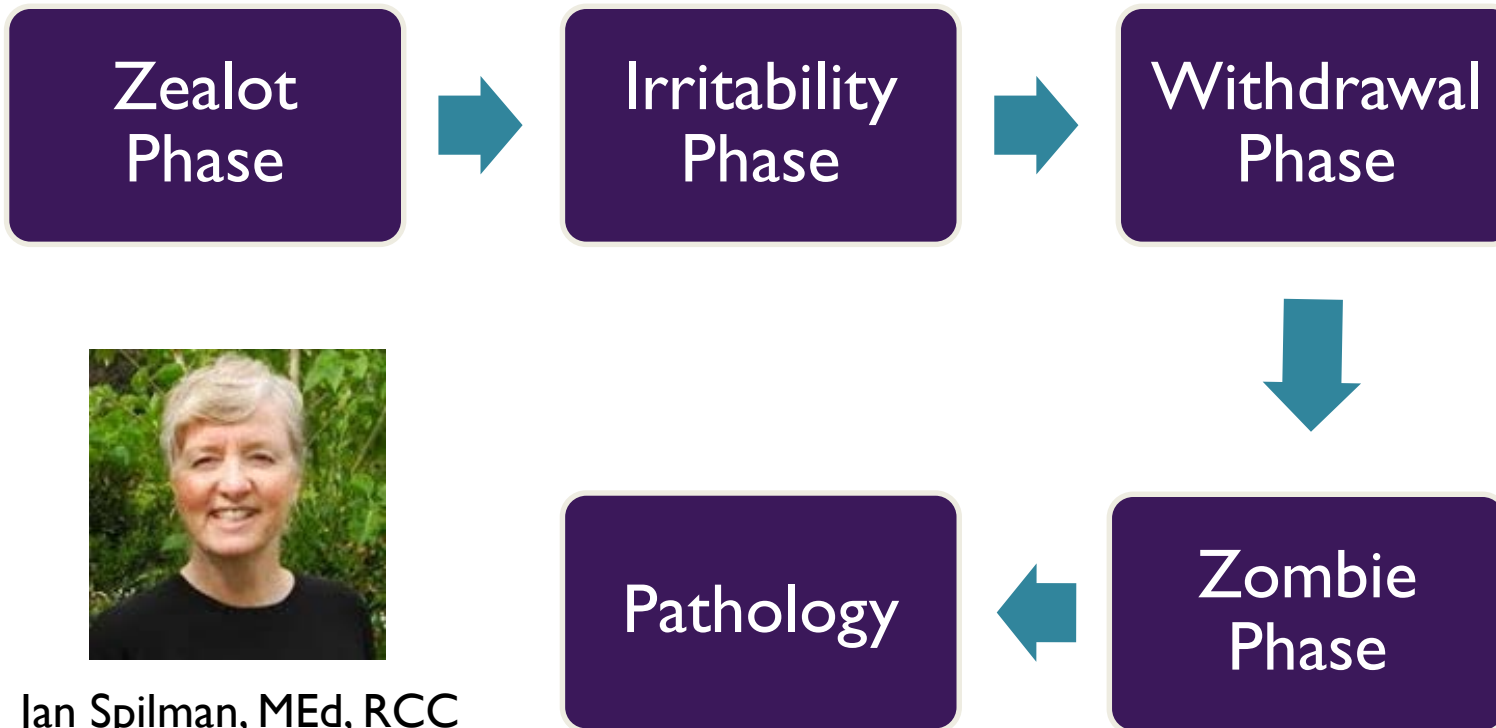 Zealot
Phase
Irritability
Phase
Withdrawal
Phase
Zombie
Phase
Pathology
Jan Spilman, MEd, RCC